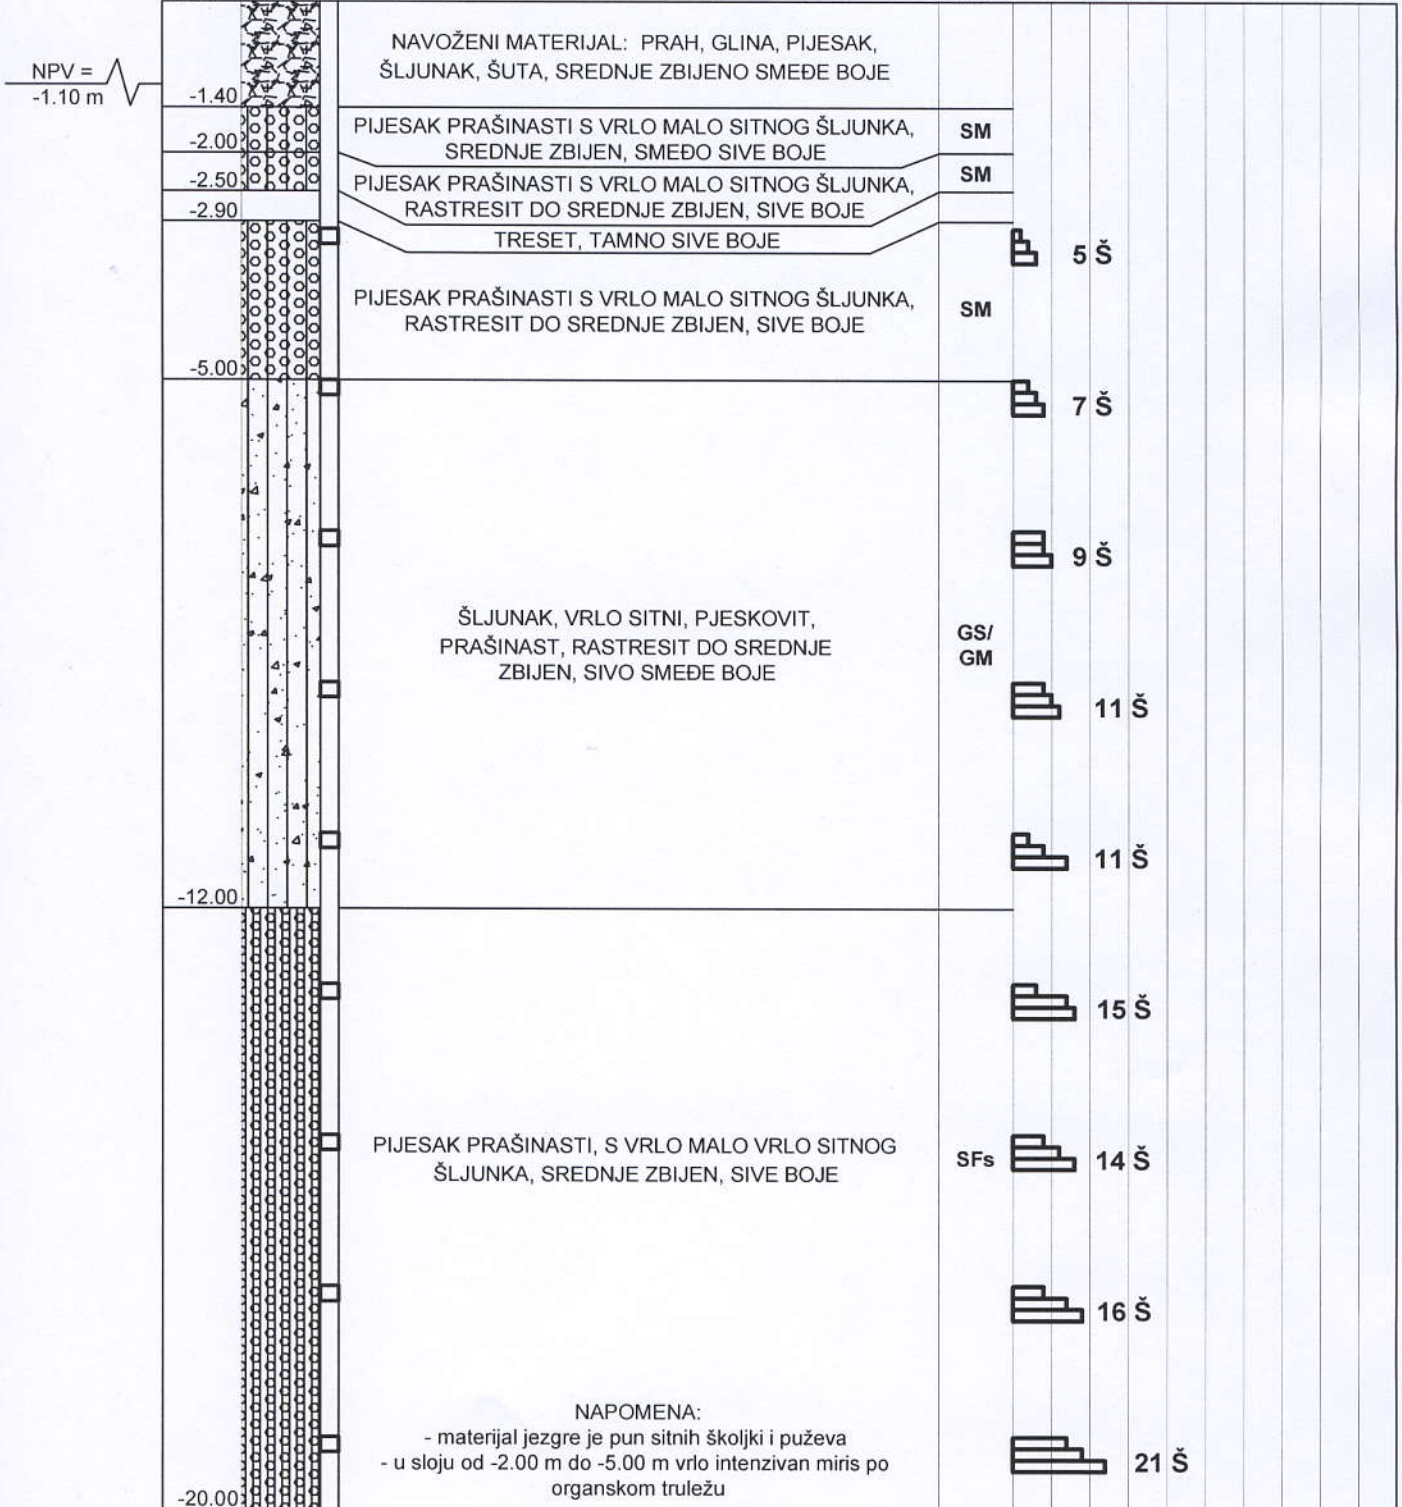 NAVOŽENI MATERIJAL: PRAH, GLINA, PIJESAK,
ŠLJUNAK, ŠUTA, SREDNJE ZBIJENO SMEĐE BOJE
NPV =
-1.10 m
-1.40
PIJESAK PRAŠINASTI S VRLO MALO SITNOG ŠLJUNKA,
SREDNJE ZBIJEN, SMEĐO SIVE BOJE
SM
-2.00
PIJESAK PRAŠINASTI S VRLO MALO SITNOG ŠLJUNKA,
RASTRESIT DO SREDNJE ZBIJEN, SIVE BOJE
SM
-2.50
-2.90
TRESET, TAMNO SIVE BOJE
5 Š
PIJESAK PRAŠINASTI S VRLO MALO SITNOG ŠLJUNKA,
RASTRESIT DO SREDNJE ZBIJEN, SIVE BOJE
SM
-5.00
7 Š
9 Š
ŠLJUNAK, VRLO SITNI, PJESKOVIT,
PRAŠINAST, RASTRESIT DO SREDNJE
ZBIJEN, SIVO SMEĐE BOJE
GS/
GM
11 Š
11 Š
-12.00
15 Š
PIJESAK PRAŠINASTI, S VRLO MALO VRLO SITNOG
ŠLJUNKA, SREDNJE ZBIJEN, SIVE BOJE
SFs
14 Š
16 Š
NAPOMENA:
- materijal jezgre je pun sitnih školjki i puževa
- u sloju od -2.00 m do -5.00 m vrlo intenzivan miris po
organskom truležu
21 Š
-20.00